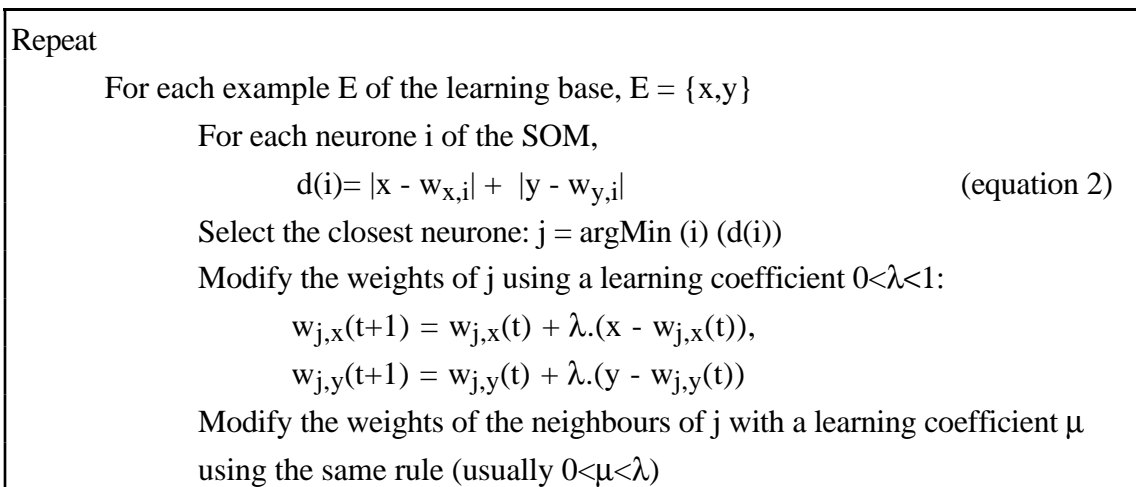 Repeat
For each example E of the learning base, E = {x,y}
For each neurone i of the SOM,
d(i)= |x - wx,i| + |y - wy,i| (equation 2)
Select the closest neurone: j = argMin (i) (d(i))
Modify the weights of j using a learning coefficient 0<λ<1:
wj,x(t+1) = wj,x(t) + λ.(x - wj,x(t)),
wj,y(t+1) = wj,y(t) + λ.(y - wj,y(t))
Modify the weights of the neighbours of j with a learning coefficient µ
using the same rule (usually 0<µ<λ)